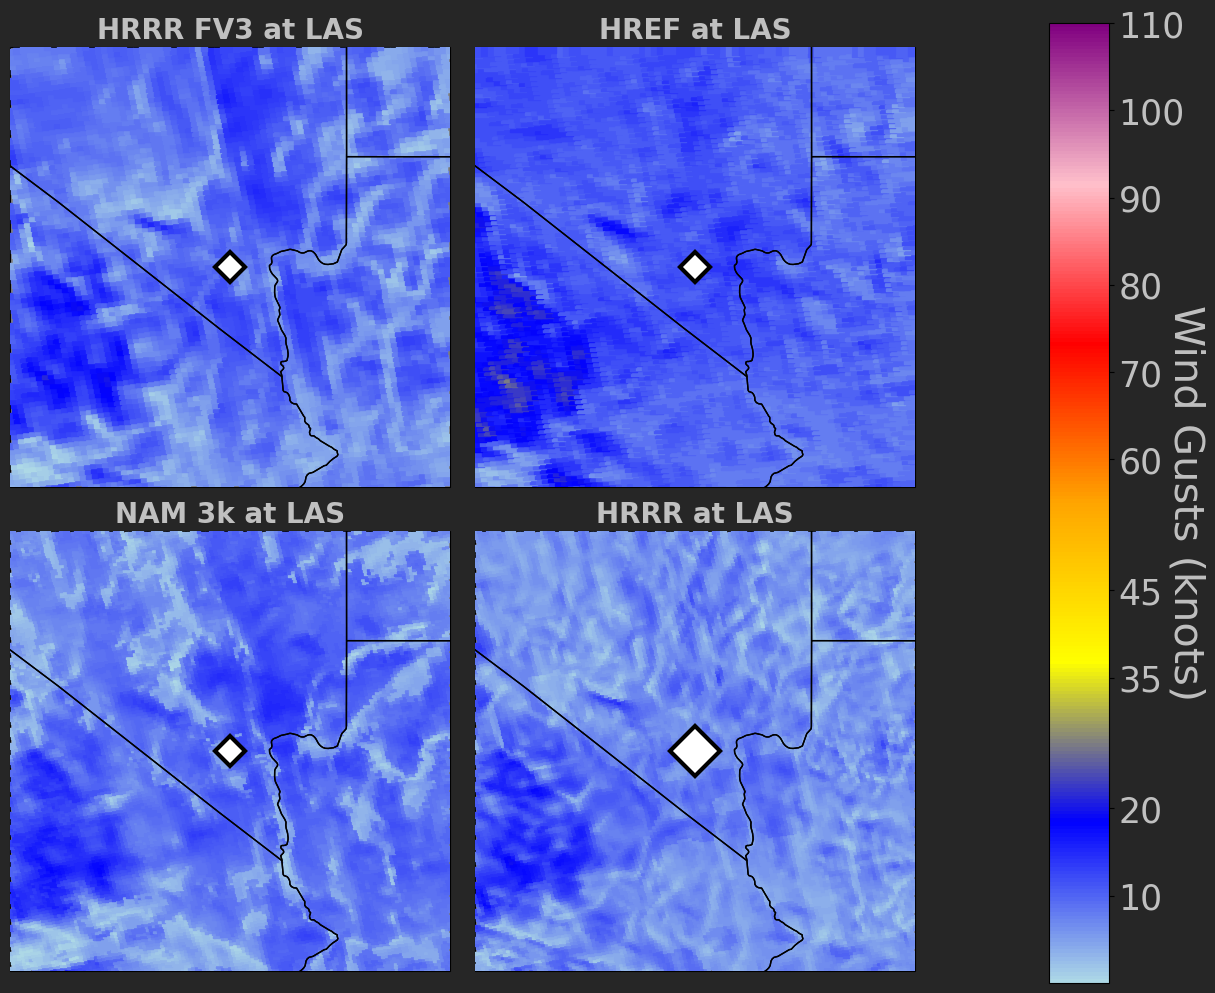 HRRR FV3 at LAS
HREF at LAS
NAM 3k at LAS
HRRR at LAS
110
100
90
80
70
60
45
35
20
10
Wind Gusts (knots)